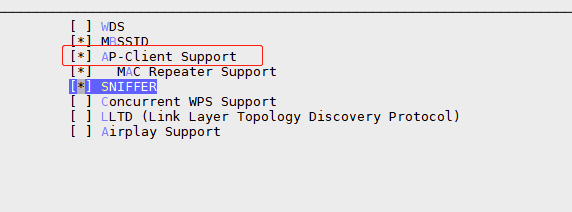 [ ] WDS
[*] MBSSID
[*] AP-Client Support
[*]   MAC Repeater Support
[*] SNIFFER
[ ] Concurrent WPS Support
[ ] LLTD (Link Layer Topology Discovery Protocol)
[ ] Airplay Support